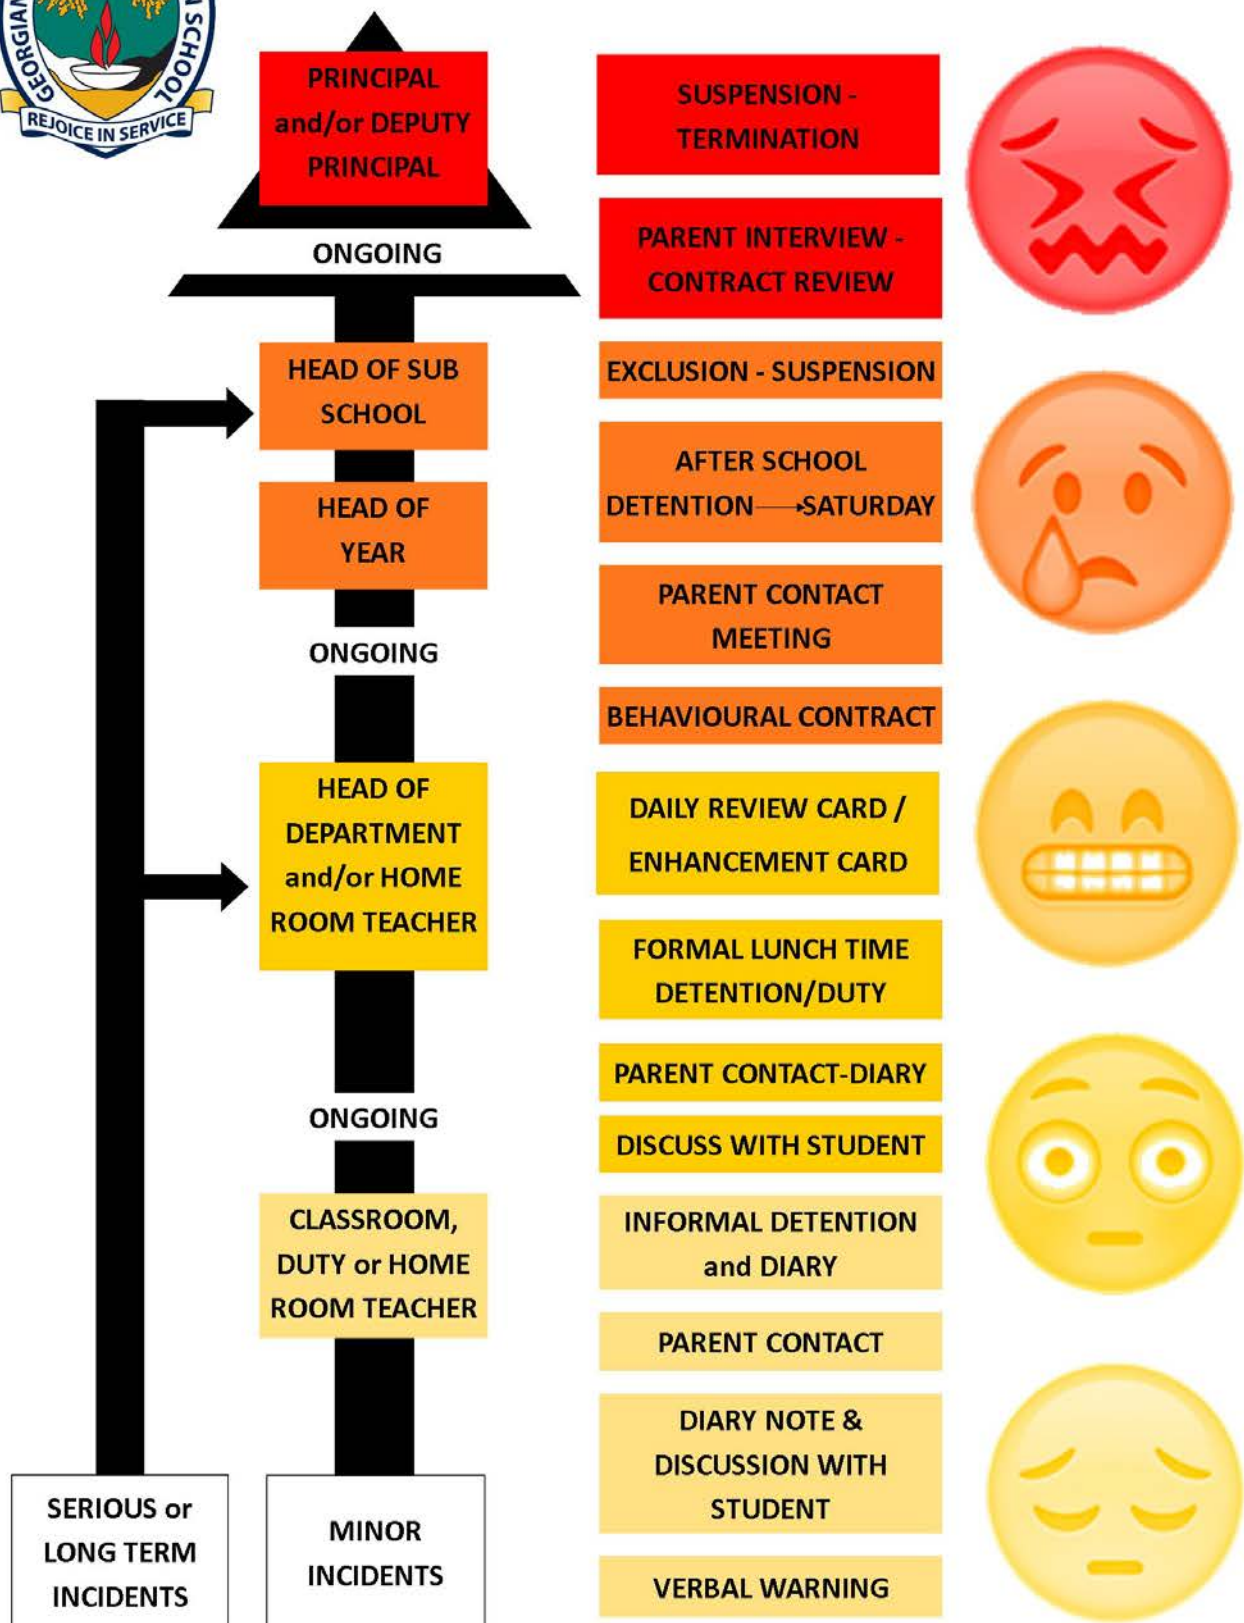 GEORGIAN
A SCHOOL
REJOICE IN SERVICE
PRINCIPAL
and/or DEPUTY
PRINCIPAL
ONGOING
HEAD OF SUB
SCHOOL
HEAD OF
YEAR
ONGOING
HEAD OF
DEPARTMENT
and/or HOME
ROOM TEACHER
ONGOING
CLASSROOM,
DUTY or HOME
ROOM TEACHER
SERIOUS or
LONG TERM
INCIDENTS
MINOR
INCIDENTS
SUSPENSION -
TERMINATION
PARENT INTERVIEW -
CONTRACT REVIEW
EXCLUSION - SUSPENSION
AFTER SCHOOL
DETENTION→SATURDAY
PARENT CONTACT
MEETING
BEHAVIOURAL CONTRACT
DAILY REVIEW CARD /
ENHANCEMENT CARD
FORMAL LUNCH TIME
DETENTION/DUTY
PARENT CONTACT-DIARY
DISCUSS WITH STUDENT
INFORMAL DETENTION
and DIARY
PARENT CONTACT
DIARY NOTE &
DISCUSSION WITH
STUDENT
VERBAL WARNING